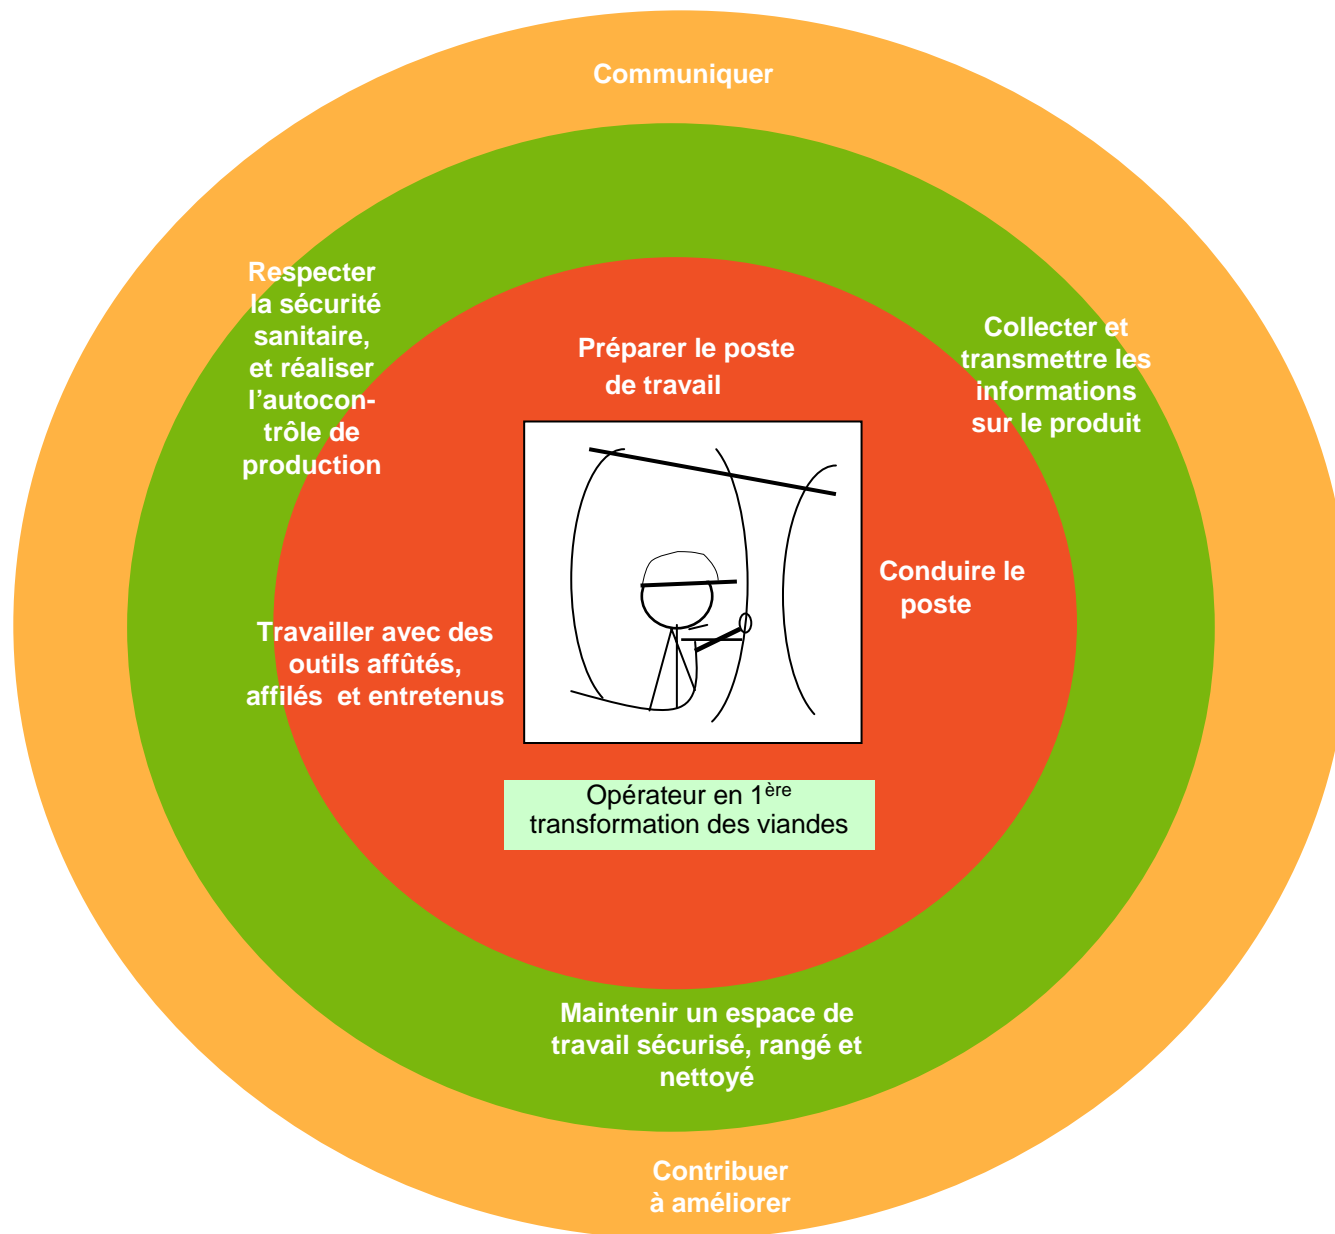 Communiquer
Respecter
la sécurité
sanitaire,
et réaliser
l’autocon-
trôle de
production
Préparer le poste
de travail
Collecter et
transmettre les
informations
sur le produit
Conduire le
poste
Travailler avec des
outils affûtés,
affilés et entretenus
Opérateur en 1ère
transformation des viandes
Maintenir un espace de
travail sécurisé, rangé et
nettoyé
Contribuer
à améliorer